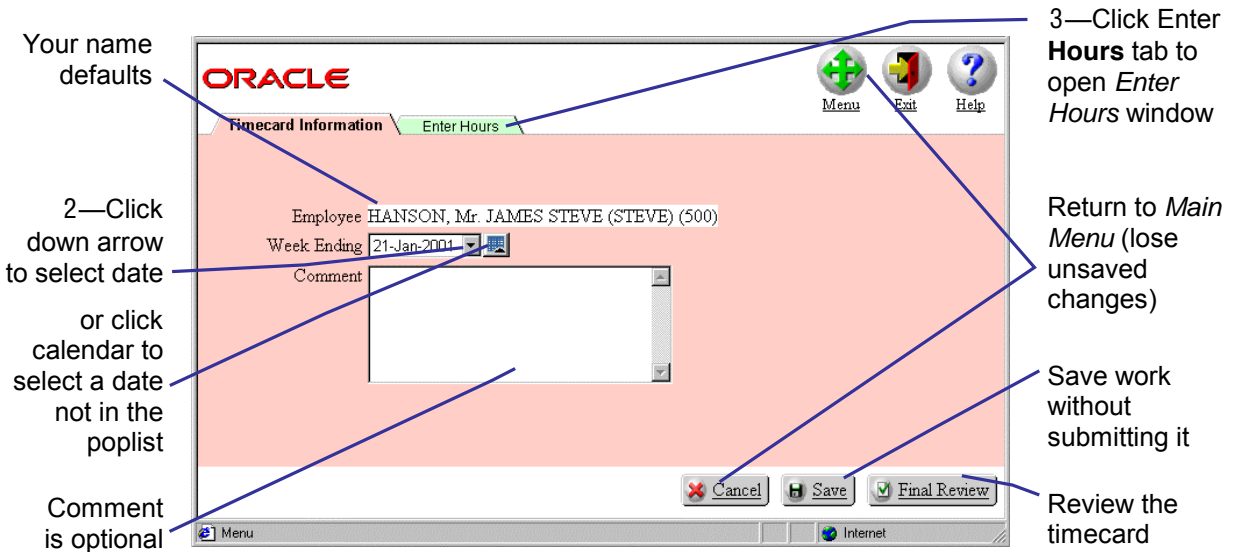 Your name
defaults
2—Click
down arrow
to select date
or click
calendar to
select a date
not in the
poplist
Comment
is optional
ORACLE
Menu
Exit
Help
Timecard Information
Enter Hours
Employee HANSON, Mr. JAMES STEVE (STEVE) (500)
Week Ending 21-Jan-2001
Comment
Cancel
Save
Final Review
Menu
Internet
3—Click Enter
Hours tab to
open Enter
Hours window
Return to Main
Menu (lose
unsaved
changes)
Save work
without
submitting it
Review the
timecard